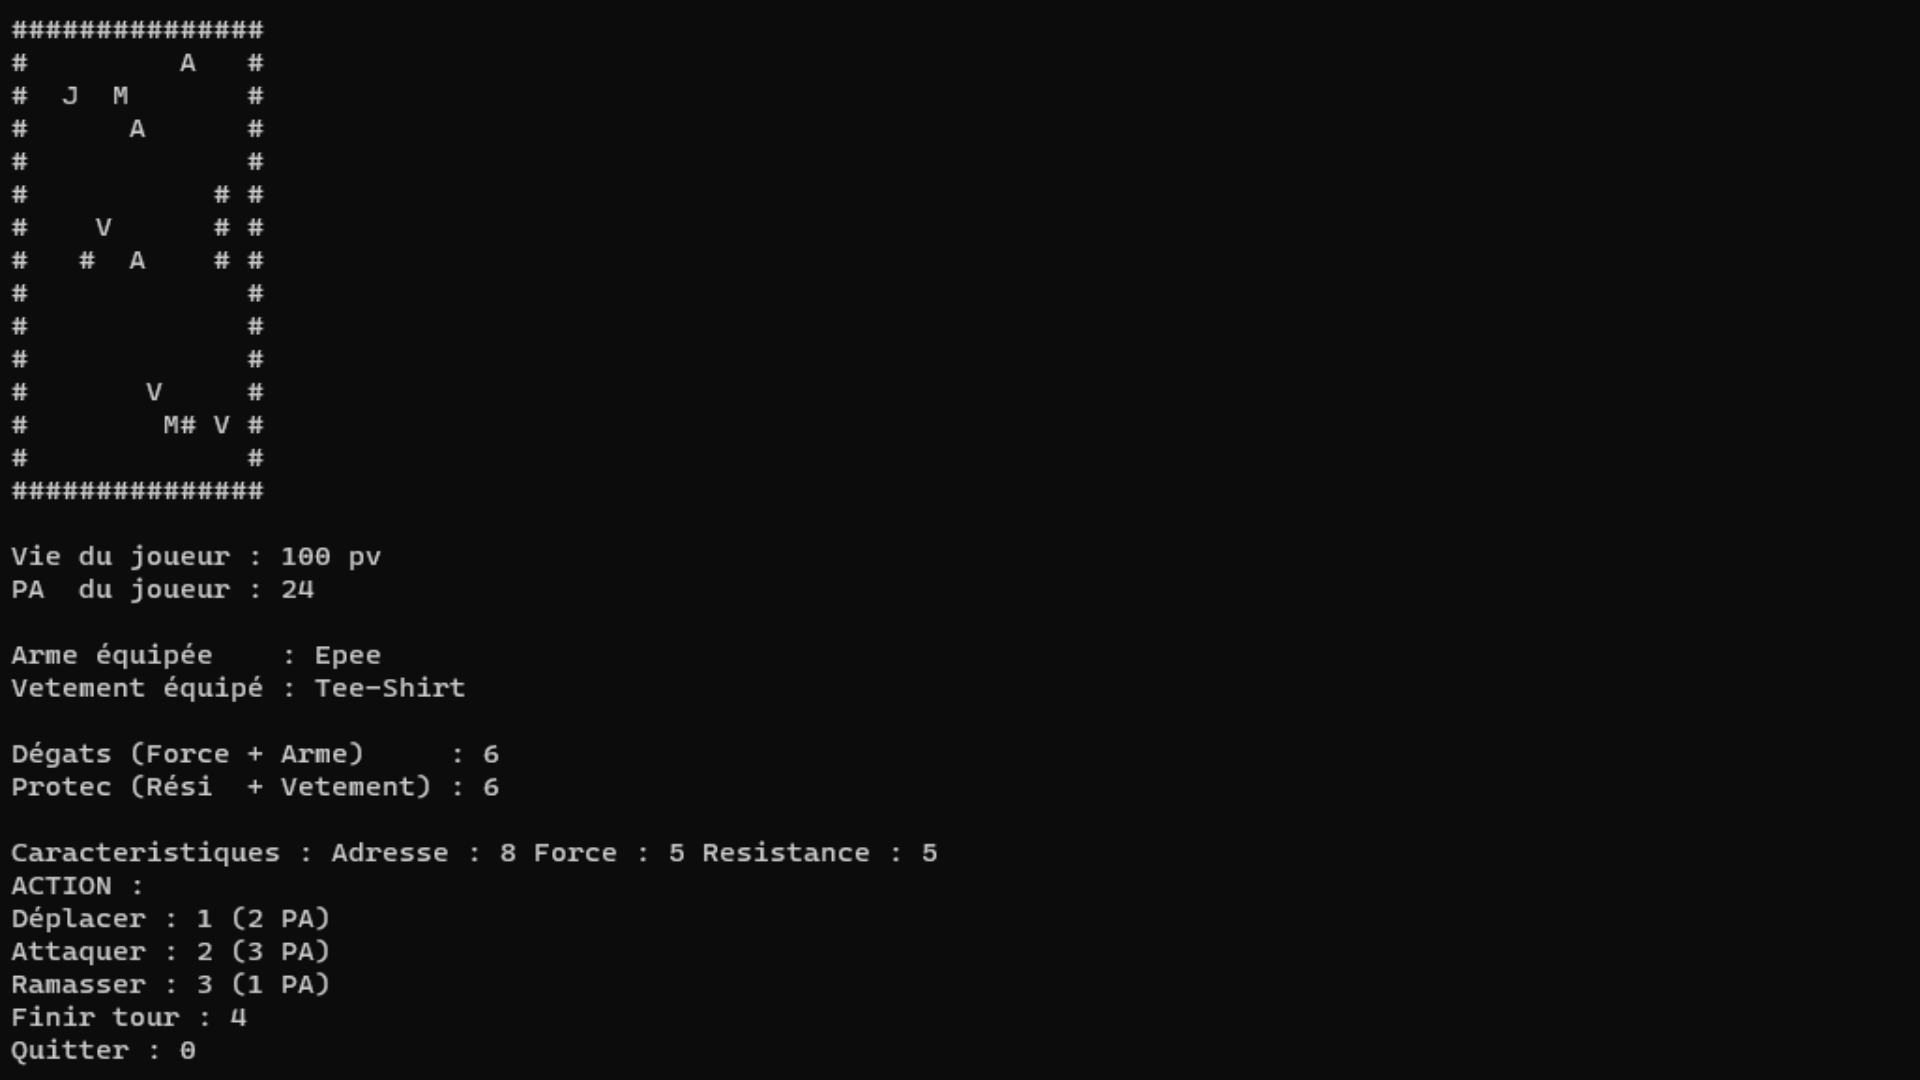 ###############
#         A   #
#  J  M       #
#      A      #
#             #
#           # #
#    V      # #
#   #  A    # #
#             #
#             #
#             #
#       V     #
#        M# V #
#             #
###############

Vie du joueur : 100 pv
PA  du joueur : 24

Arme équipée    : Epee
Vetement équipé : Tee-Shirt

Dégats (Force + Arme)     : 6
Protec (Rési  + Vetement) : 6

Caracteristiques : Adresse : 8 Force : 5 Resistance : 5
ACTION :
Déplacer : 1 (2 PA)
Attaquer : 2 (3 PA)
Ramasser : 3 (1 PA)
Finir tour : 4
Quitter : 0